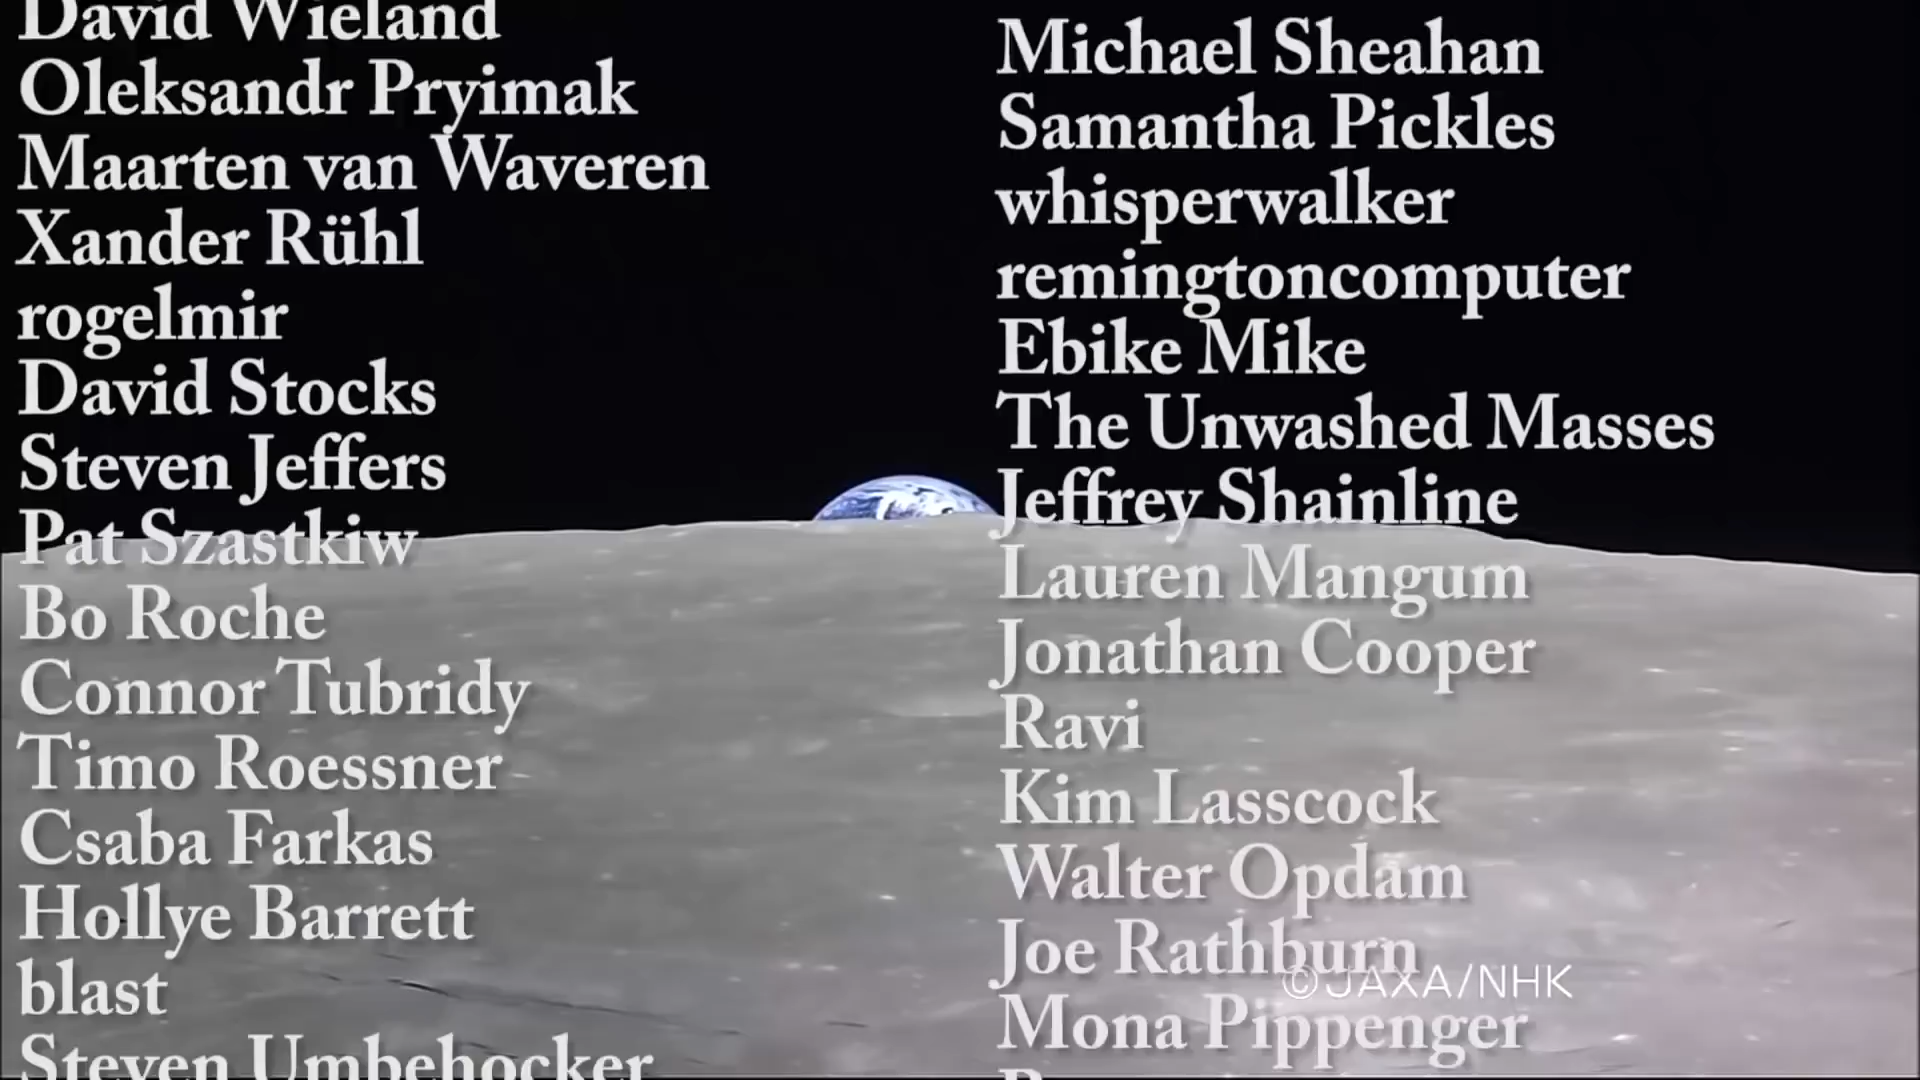 David Wieland
Oleksandr Pryimak
Maarten van Waveren
Xander Rühl
rogelmir
David Stocks
Steven Jeffers
Pat Szastkiw
Bo Roche
Connor Tubridy
Timo Roessner
Csaba Farkas
Hollye Barrett
blast
Steven Umbehocker
Michael Sheahan
Samantha Pickles
whisperwalker
remingtoncomputer
Ebike Mike
The Unwashed Masses
Jeffrey Shainline
Lauren Mangum
Jonathan Cooper
Ravi
Kim Lasscock
Walter Opdam
Joe Rathburn
©JAXA/NHK
Mona Pippenger